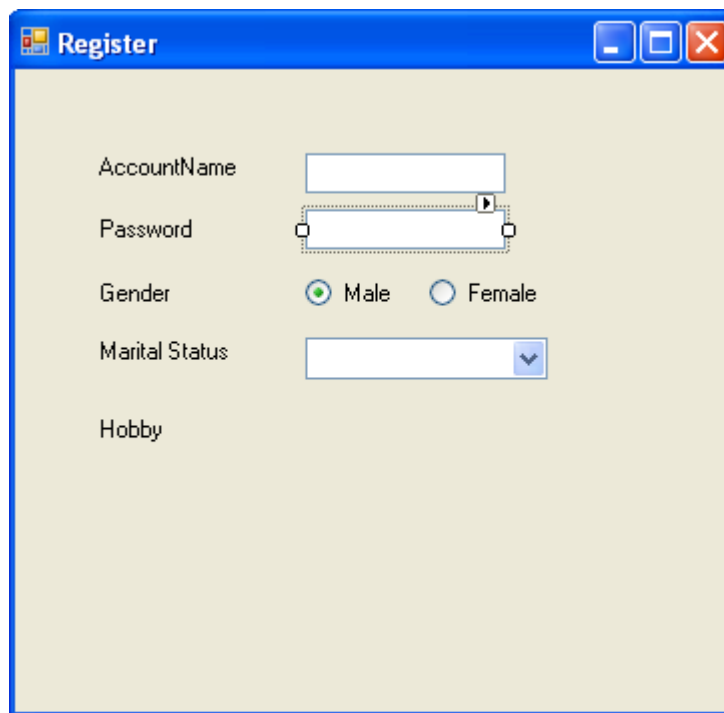 Register
AccountName
Password
Gender Male Female
Marital Status
Hobby